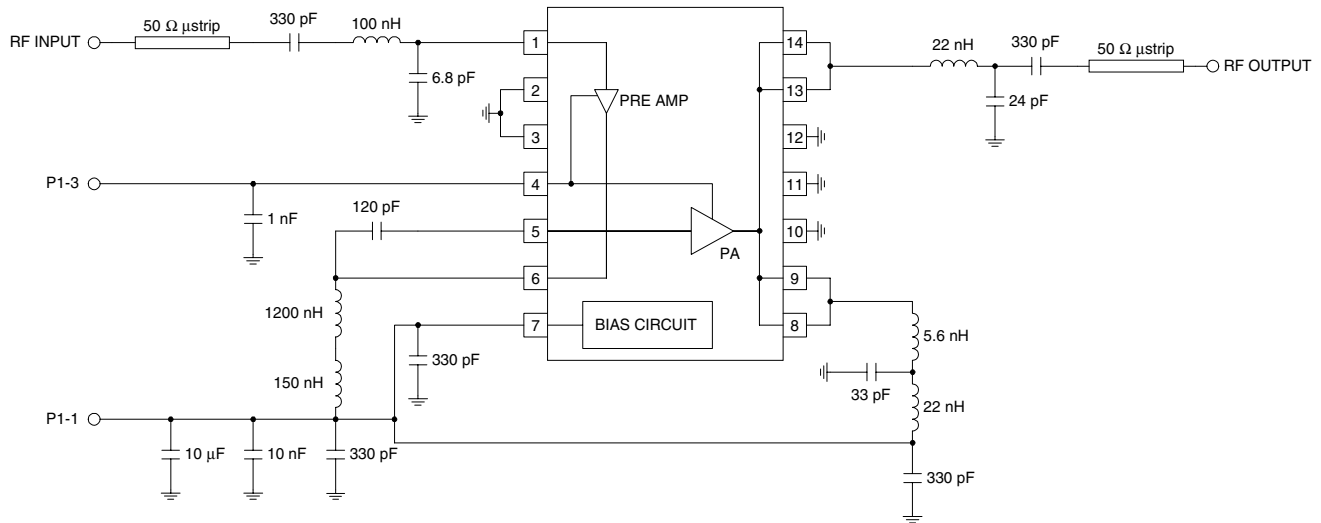 RF INPUT
50 Ω µstrip
330 pF
100 nH
6.8 pF
P1-3
1 nF
120 pF
1200 nH
150 nH
330 pF
P1-1
10 µF
10 nF
330 pF
1
2
3
4
5
6
7
PRE AMP
PA
BIAS CIRCUIT
14
13
12
11
10
9
8
22 nH
330 pF
50 Ω µstrip
RF OUTPUT
24 pF
5.6 nH
33 pF
22 nH
330 pF